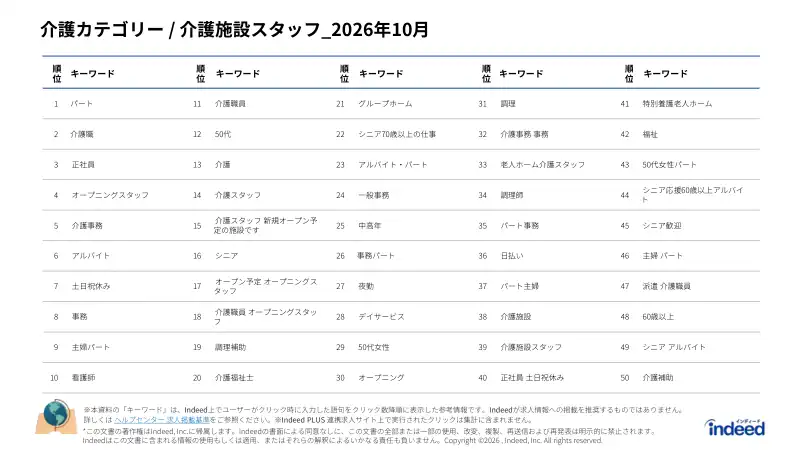 介護カテゴリー / 介護施設スタッフ_2026年10月
順位 キーワード 順位 キーワード 順位 キーワード 順位 キーワード 順位 キーワード
1 パート 11 介護職員 21 グループホーム 31 調理 41 特別養護老人ホーム
2 介護職 12 50代 22 シニア70歳以上の仕事 32 介護事務 事務 42 福祉
3 正社員 13 介護 23 アルバイト・パート 33 老人ホーム介護スタッフ 43 50代女性パート
4 オープニングスタッフ 14 介護スタッフ 24 一般事務 34 調理師 44 シニア応援60歳以上アルバイト
5 介護事務 15 介護スタッフ 新規オープン予定の施設です 25 中高年 35 パート事務 45 シニア歓迎
6 アルバイト 16 シニア 26 事務パート 36 日払い 46 主婦 パート
7 土日祝休み 17 オープン予定 オープニングスタッフ 27 夜勤 37 パート主婦 47 派遣 介護職員
8 事務 18 介護職員 オープニングスタッフ 28 デイサービス 38 介護施設 48 60歳以上
9 主婦パート 19 調理補助 29 50代女性 39 介護施設スタッフ 49 シニア アルバイト
10 看護師 20 介護福祉士 30 オープニング 40 正社員 土日祝休み 50 介護補助
※本資料の「キーワード」は、Indeed上でユーザーがクリック時に入力した語句をクリック数降順に表示した参考情報です。Indeedが求人情報への掲載を推奨するものではありません。
詳しくは ヘルプセンター 求人掲載基準をご参照ください。※Indeed PLUS 連携求人サイト上で実行されたクリックは集計に含まれません。
*この文書の著作権はIndeed, Inc.に帰属します。Indeedの書面による同意なしに、この文書の全部または一部の使用、改変、複製、再送信および再発表は明示的に禁止されます。
Indeedはこの文書に含まれる情報の使用もしくは適用、またはそれらの解釈によるいかなる責任も負いません。Copyright ©2026 , Indeed, Inc. All rights reserved.
インディード
indeed